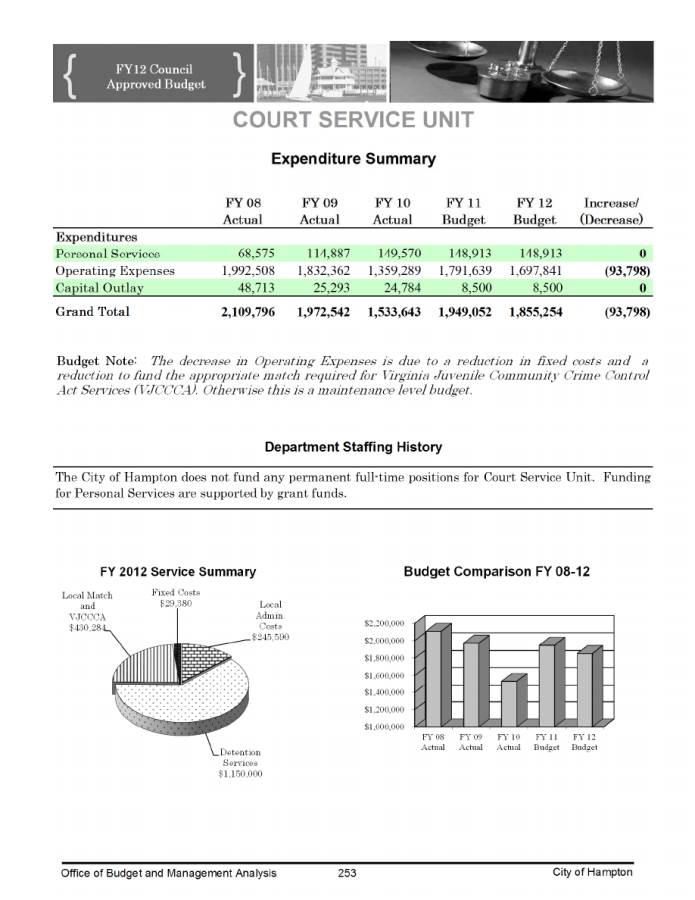 FY12 Council
Approved Budget
COURT SERVICE UNIT
Expenditure Summary
FY 08 FY 09 FY 10 FY 11 FY 12 Increase/
Actual Actual Actual Budget Budget (Decrease)
Expenditures
Personal Services 68,575 114,887 149,570 148,913 148,913 0
Operating Expenses 1,992,508 1,832,362 1,359,289 1,791,639 1,697,841 (93,798)
Capital Outlay 48,713 25,293 24,784 8,500 8,500 0
Grand Total 2,109,796 1,972,542 1,533,643 1,949,052 1,855,254 (93,798)
Budget Note: The decrease in Operating Expenses is due to a reduction in fixed costs and a
reduction to fund the appropriate match required for Virginia Juvenile Community Crime Control
Act Services (VJCCCA). Otherwise this is a maintenance level budget.
Department Staffing History
The City of Hampton does not fund any permanent full-time positions for Court Service Unit. Funding
for Personal Services are supported by grant funds.
FY 2012 Service Summary
Local Match
and
VJCCCA
$430,284
Fixed Costs
$29,380
Local
Admin.
Costs
$245,590
Detention
Services
$1,150,000
Budget Comparison FY 08-12
$2,200,000
$2,000,000
$1,800,000
$1,600,000
$1,400,000
$1,200,000
$1,000,000
FY 08 FY 09 FY 10 FY 11 FY 12
Actual Actual Actual Budget Budget
Office of Budget and Management Analysis 253 City of Hampton